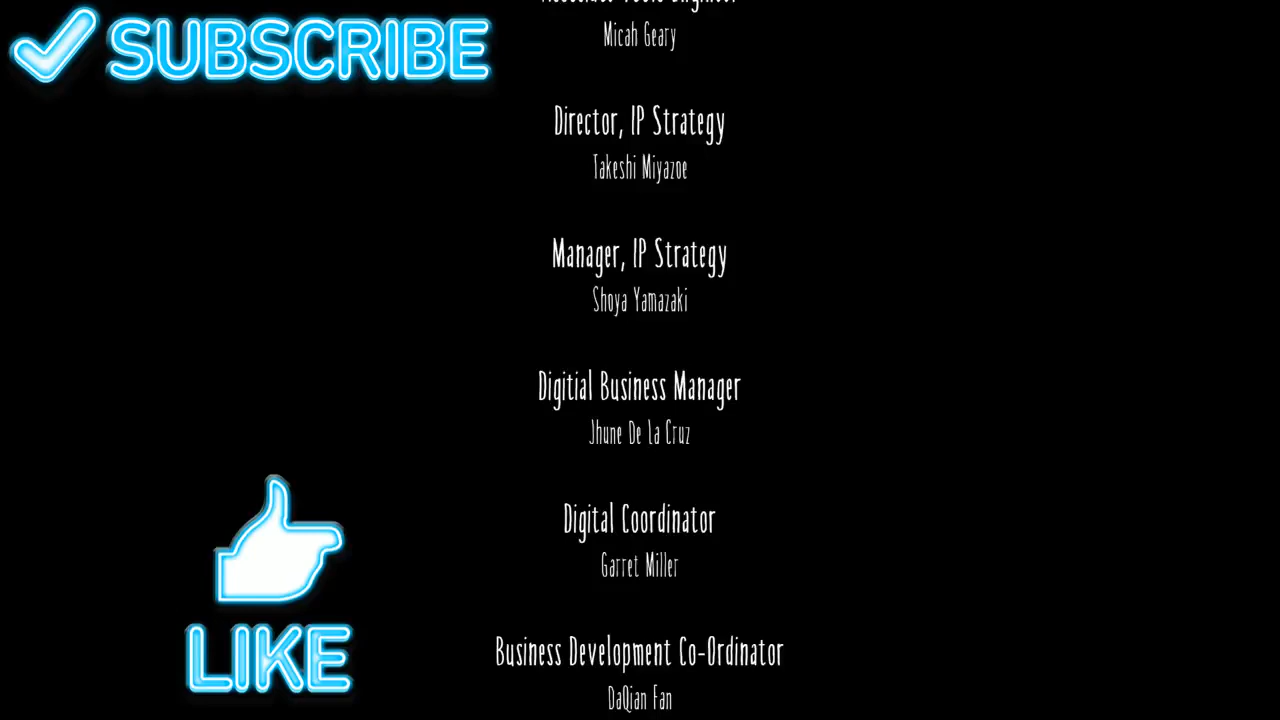 SUBSCRIBE
Micah Geary
Director, IP Strategy
Takeshi Miyazoe
Manager, IP Strategy
Shoya Yamazaki
Digitial Business Manager
Jhune De La Cruz
Digital Coordinator
Garret Miller
LIKE
Business Development Co-Ordinator
DaQian Fan